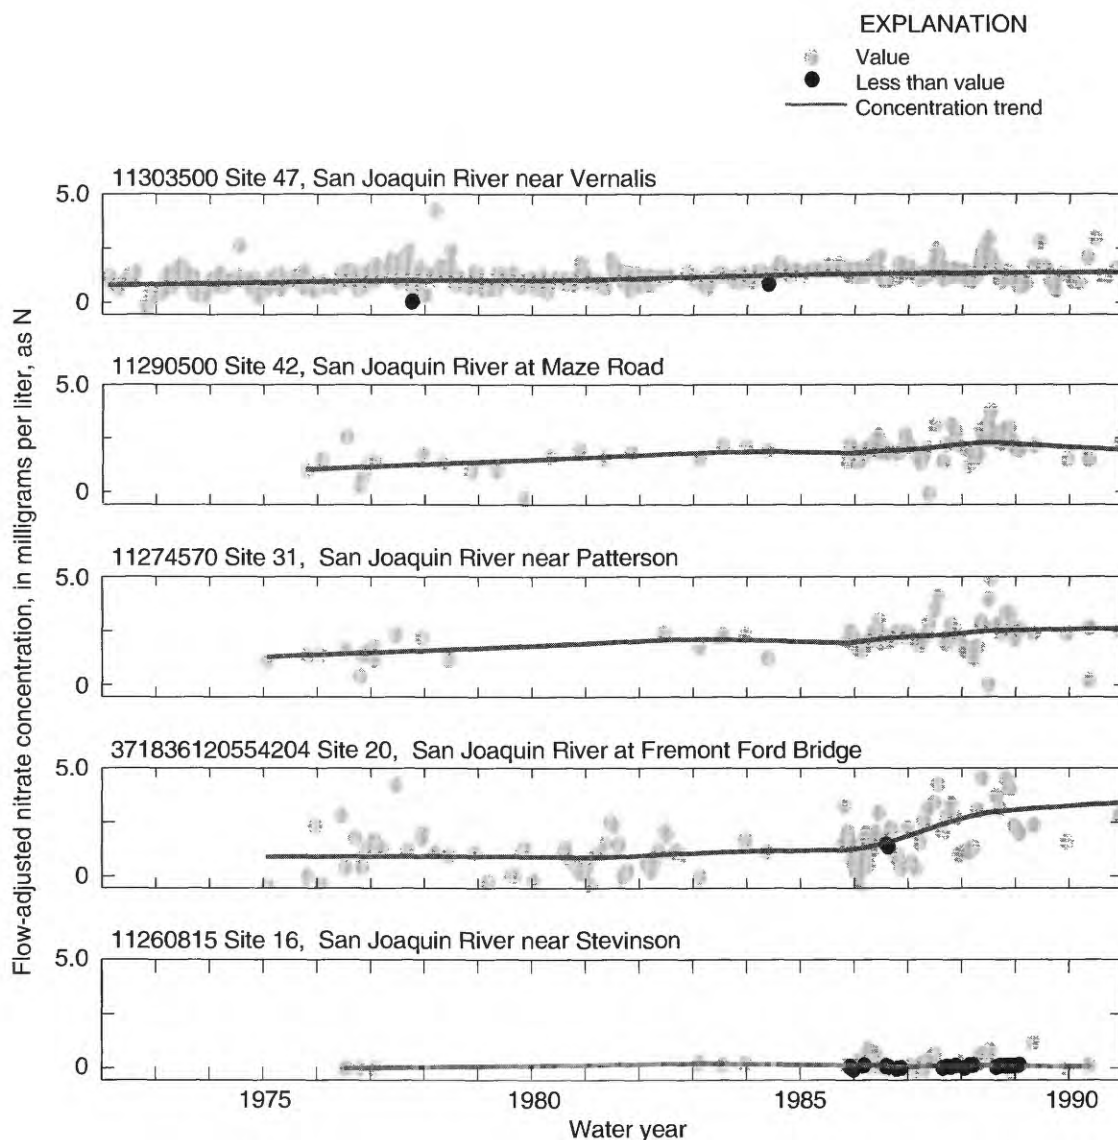 EXPLANATION
Value
Less than value
Concentration trend
Flow-adjusted nitrate concentration, in milligrams per liter, as N
11303500 Site 47, San Joaquin River near Vernalis
5.0
0
11290500 Site 42, San Joaquin River at Maze Road
5.0
0
11274570 Site 31, San Joaquin River near Patterson
5.0
0
371836120554204 Site 20, San Joaquin River at Fremont Ford Bridge
5.0
0
11260815 Site 16, San Joaquin River near Stevinson
5.0
0
1975 1980 1985 1990
Water year